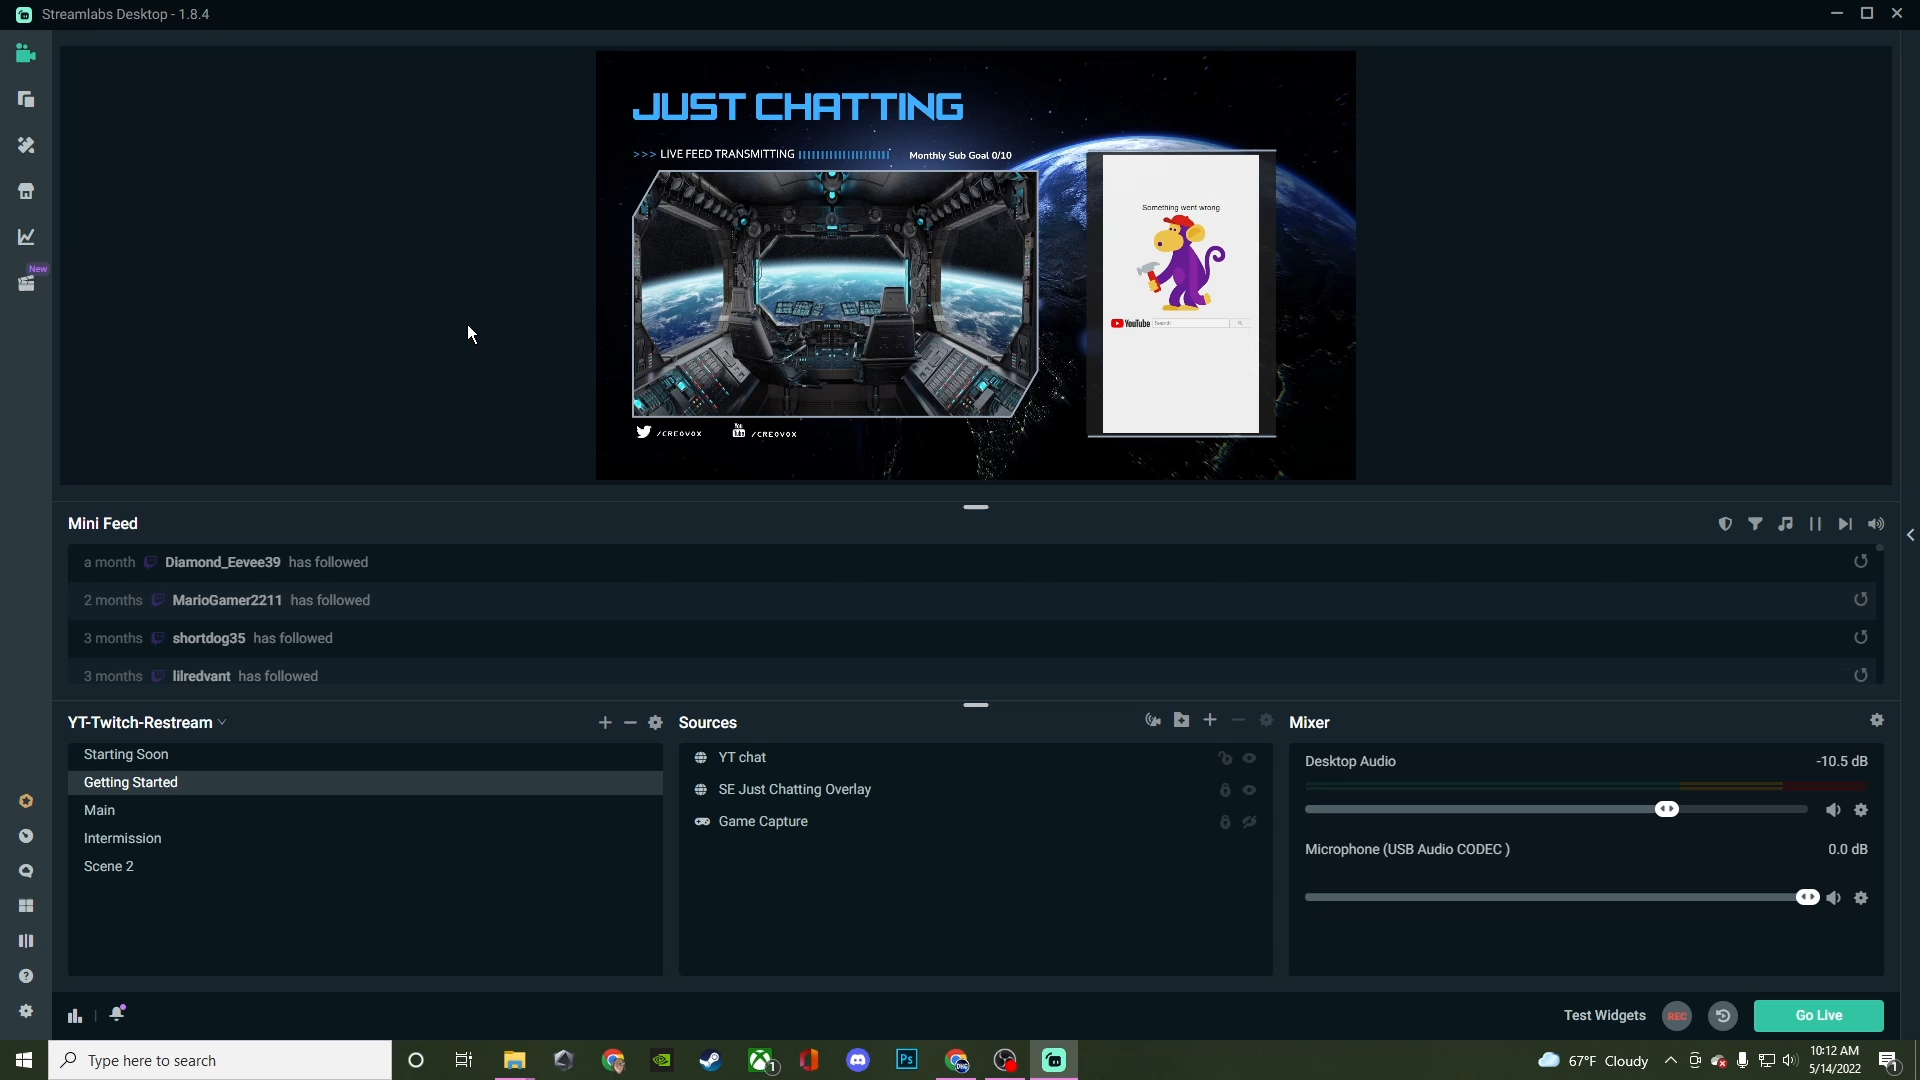 Streamlabs Desktop - 1.8.4
New
JUST CHATTING
>>> LIVE FEED TRANSMITTING
Monthly Sub Goal 0/10
Something went wrong
YouTube
Search
/CREOVOX
/CREOVOX
Mini Feed
a month Diamond_Eevee39 has followed
2 months MarioGamer2211 has followed
3 months shortdog35 has followed
3 months lilredvant has followed
YT-Twitch-Restream
Starting Soon
Getting Started
Main
Intermission
Scene 2
Sources
YT chat
SE Just Chatting Overlay
Game Capture
Mixer
Desktop Audio -10.5 dB
Microphone (USB Audio CODEC ) 0.0 dB
Test Widgets
REC
Go Live
Type here to search
1
Ps
67°F Cloudy
10:12 AM
5/14/2022
1